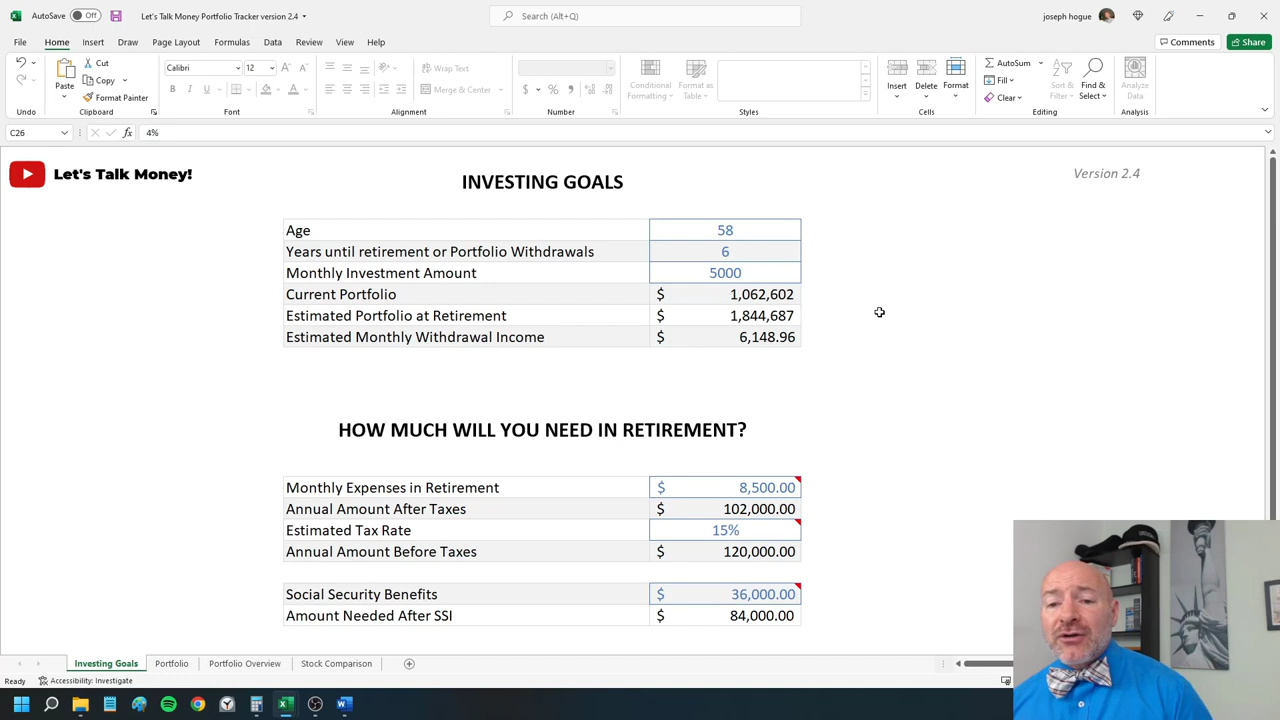 AutoSave Off Let's Talk Money Portfolio Tracker version 2.4 Search (Alt+Q) joseph hogue
File Home Insert Draw Page Layout Formulas Data Review View Help Comments Share
Cut
Copy
Format Painter
Paste
Undo Clipboard
Calibri 12
B I U
Font
Wrap Text
Merge & Center
Alignment
$ % Number
Conditional Formatting
Format as Table
Styles
Insert Delete Format
Cells
AutoSum
Fill
Clear
Sort & Filter
Find & Select
Editing
Analyze Data
Analysis
C26 fx 4%
Let's Talk Money!
INVESTING GOALS
Version 2.4
Age 58
Years until retirement or Portfolio Withdrawals 6
Monthly Investment Amount 5000
Current Portfolio $ 1,062,602
Estimated Portfolio at Retirement $ 1,844,687
Estimated Monthly Withdrawal Income $ 6,148.96
HOW MUCH WILL YOU NEED IN RETIREMENT?
Monthly Expenses in Retirement $ 8,500.00
Annual Amount After Taxes $ 102,000.00
Estimated Tax Rate 15%
Annual Amount Before Taxes $ 120,000.00
Social Security Benefits $ 36,000.00
Amount Needed After SSI $ 84,000.00
Investing Goals Portfolio Portfolio Overview Stock Comparison
Ready Accessibility: Investigate